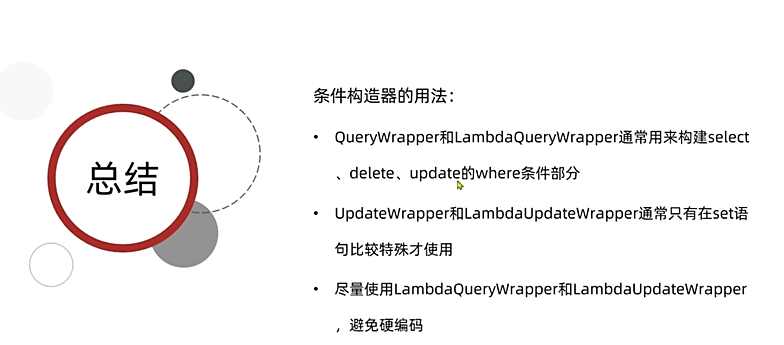 总结
条件构造器的用法：
• QueryWrapper和LambdaQueryWrapper通常用来构建select
、delete、update的where条件部分
• UpdateWrapper和LambdaUpdateWrapper通常只有在set语
句比较特殊才使用
• 尽量使用LambdaQueryWrapper和LambdaUpdateWrapper
，避免硬编码